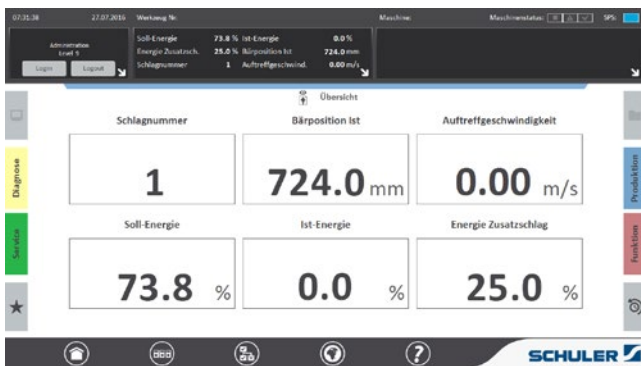 07:31:38 27.07.2016 Werkzeug Nr: Maschine: Maschinenstatus: SPS:
Administration
Level 5
Login Logout
Soll-Energie 73.8 % Ist-Energie 0.0 %
Energie Zusatzsch. 25.0 % Bärposition Ist 724.0 mm
Schlagnummer 1 Auftreffgeschwind. 0.00 m/s
Übersicht
Schlagnummer Bärposition Ist Auftreffgeschwindigkeit
1 724.0 mm 0.00 m/s
Soll-Energie Ist-Energie Energie Zusatzschlag
73.8 % 0.0 % 25.0 %
Diagnose
Service
Produktion
Funktion
?
SCHULER